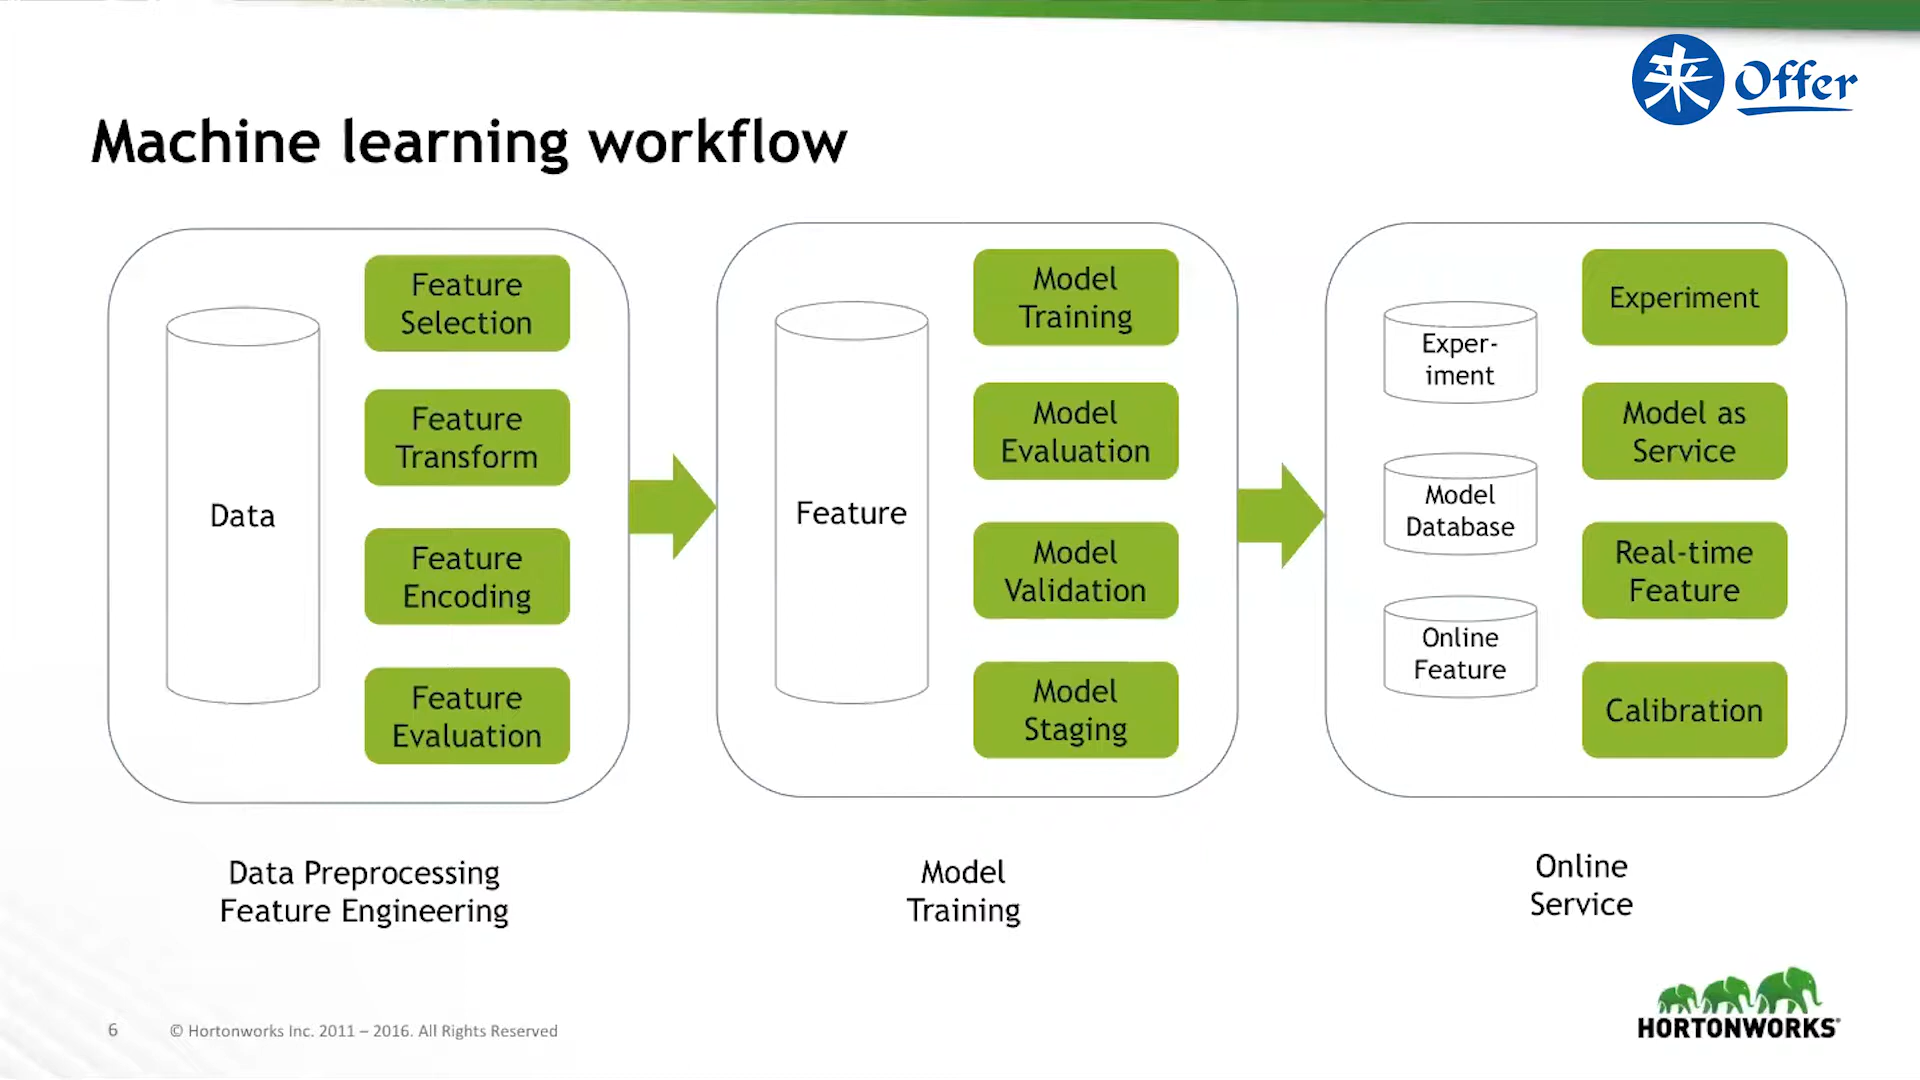 来 Offer
Machine learning workflow
Data
Feature
Selection
Feature
Transform
Feature
Encoding
Feature
Evaluation
Data Preprocessing
Feature Engineering
Feature
Model
Training
Model
Evaluation
Model
Validation
Model
Staging
Model
Training
Exper-
iment
Model
Database
Online
Feature
Experiment
Model as
Service
Real-time
Feature
Calibration
Online
Service
6
© Hortonworks Inc. 2011 – 2016. All Rights Reserved
HORTONWORKS®